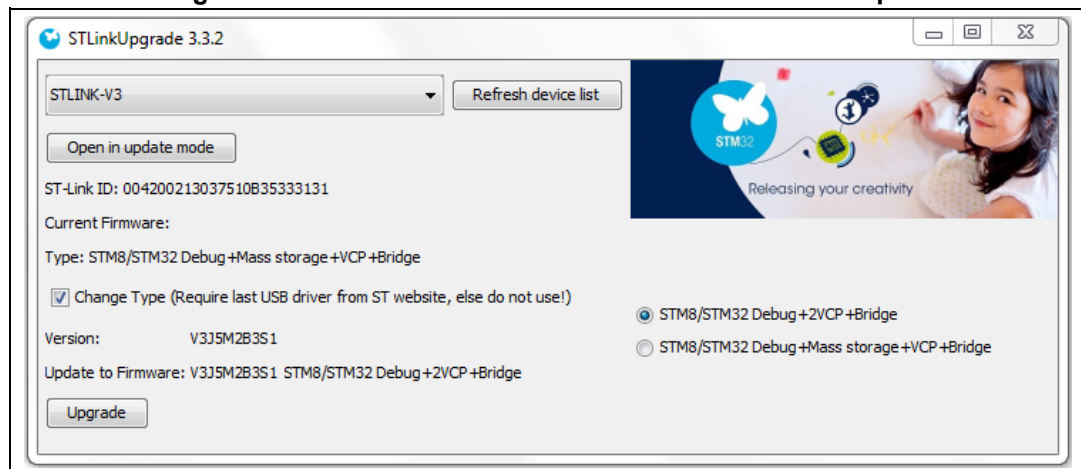 STLinkUpgrade 3.3.2
STLINK-V3
Refresh device list
Open in update mode
ST-Link ID: 004200213037510B35333131
Current Firmware:
Type: STM8/STM32 Debug+Mass storage+VCP+Bridge
Change Type (Require last USB driver from ST website, else do not use!)
Version: V3J5M2B3S1
Update to Firmware: V3J5M2B3S1 STM8/STM32 Debug+2VCP+Bridge
Upgrade
STM32
Releasing your creativity
STM8/STM32 Debug+2VCP+Bridge
STM8/STM32 Debug+Mass storage+VCP+Bridge